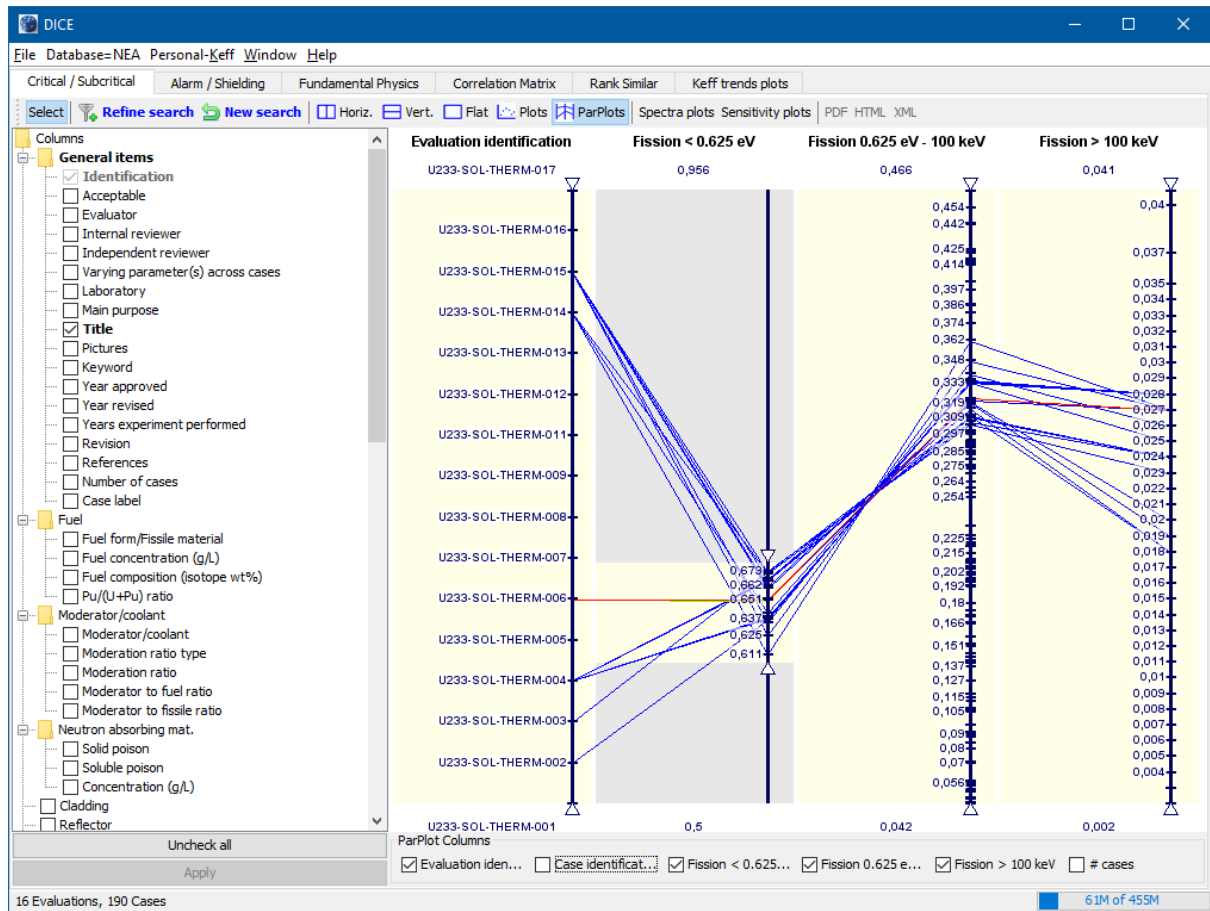 DICE
File Database=NEA Personal-Keff Window Help
Critical / Subcritical Alarm / Shielding Fundamental Physics Correlation Matrix Rank Similar Keff trends plots
Select Refine search New search Horiz. Vert. Flat Plots ParPlots Spectra plots Sensitivity plots PDF HTML XML
Columns
General items
Identification
Acceptable
Evaluator
Internal reviewer
Independent reviewer
Varying parameter(s) across cases
Laboratory
Main purpose
Title
Pictures
Keyword
Year approved
Year revised
Years experiment performed
Revision
References
Number of cases
Case label
Fuel
Fuel form/Fissile material
Fuel concentration (g/L)
Fuel composition (isotope wt%)
Pu/(U+Pu) ratio
Moderator/coolant
Moderator/coolant
Moderation ratio type
Moderation ratio
Moderator to fuel ratio
Moderator to fissile ratio
Neutron absorbing mat.
Solid poison
Soluble poison
Concentration (g/L)
Cladding
Reflector
Uncheck all
Apply
Evaluation identification Fission < 0.625 eV Fission 0.625 eV - 100 keV Fission > 100 keV
U233-SOL-THERM-017 0,956 0,466 0,041
U233-SOL-THERM-016
U233-SOL-THERM-015
U233-SOL-THERM-014
U233-SOL-THERM-013
U233-SOL-THERM-012
U233-SOL-THERM-011
U233-SOL-THERM-009
U233-SOL-THERM-008
U233-SOL-THERM-007
U233-SOL-THERM-006
U233-SOL-THERM-005
U233-SOL-THERM-004
U233-SOL-THERM-003
U233-SOL-THERM-002
0,673
0,662
0,651
0,637
0,625
0,611
0,454
0,442
0,425
0,414
0,397
0,386
0,374
0,362
0,348
0,333
0,319
0,309
0,297
0,285
0,275
0,264
0,254
0,225
0,215
0,202
0,192
0,18
0,166
0,151
0,137
0,127
0,115
0,105
0,09
0,08
0,07
0,056
0,04
0,037
0,035
0,034
0,033
0,032
0,031
0,03
0,029
0,028
0,027
0,026
0,025
0,024
0,023
0,022
0,021
0,02
0,019
0,018
0,017
0,016
0,015
0,014
0,013
0,012
0,011
0,01
0,009
0,008
0,007
0,006
0,005
0,004
U233-SOL-THERM-001 0,5 0,042 0,002
ParPlot Columns
Evaluation iden... Case identificat... Fission < 0.625... Fission 0.625 e... Fission > 100 keV # cases
16 Evaluations, 190 Cases 61M of 455M